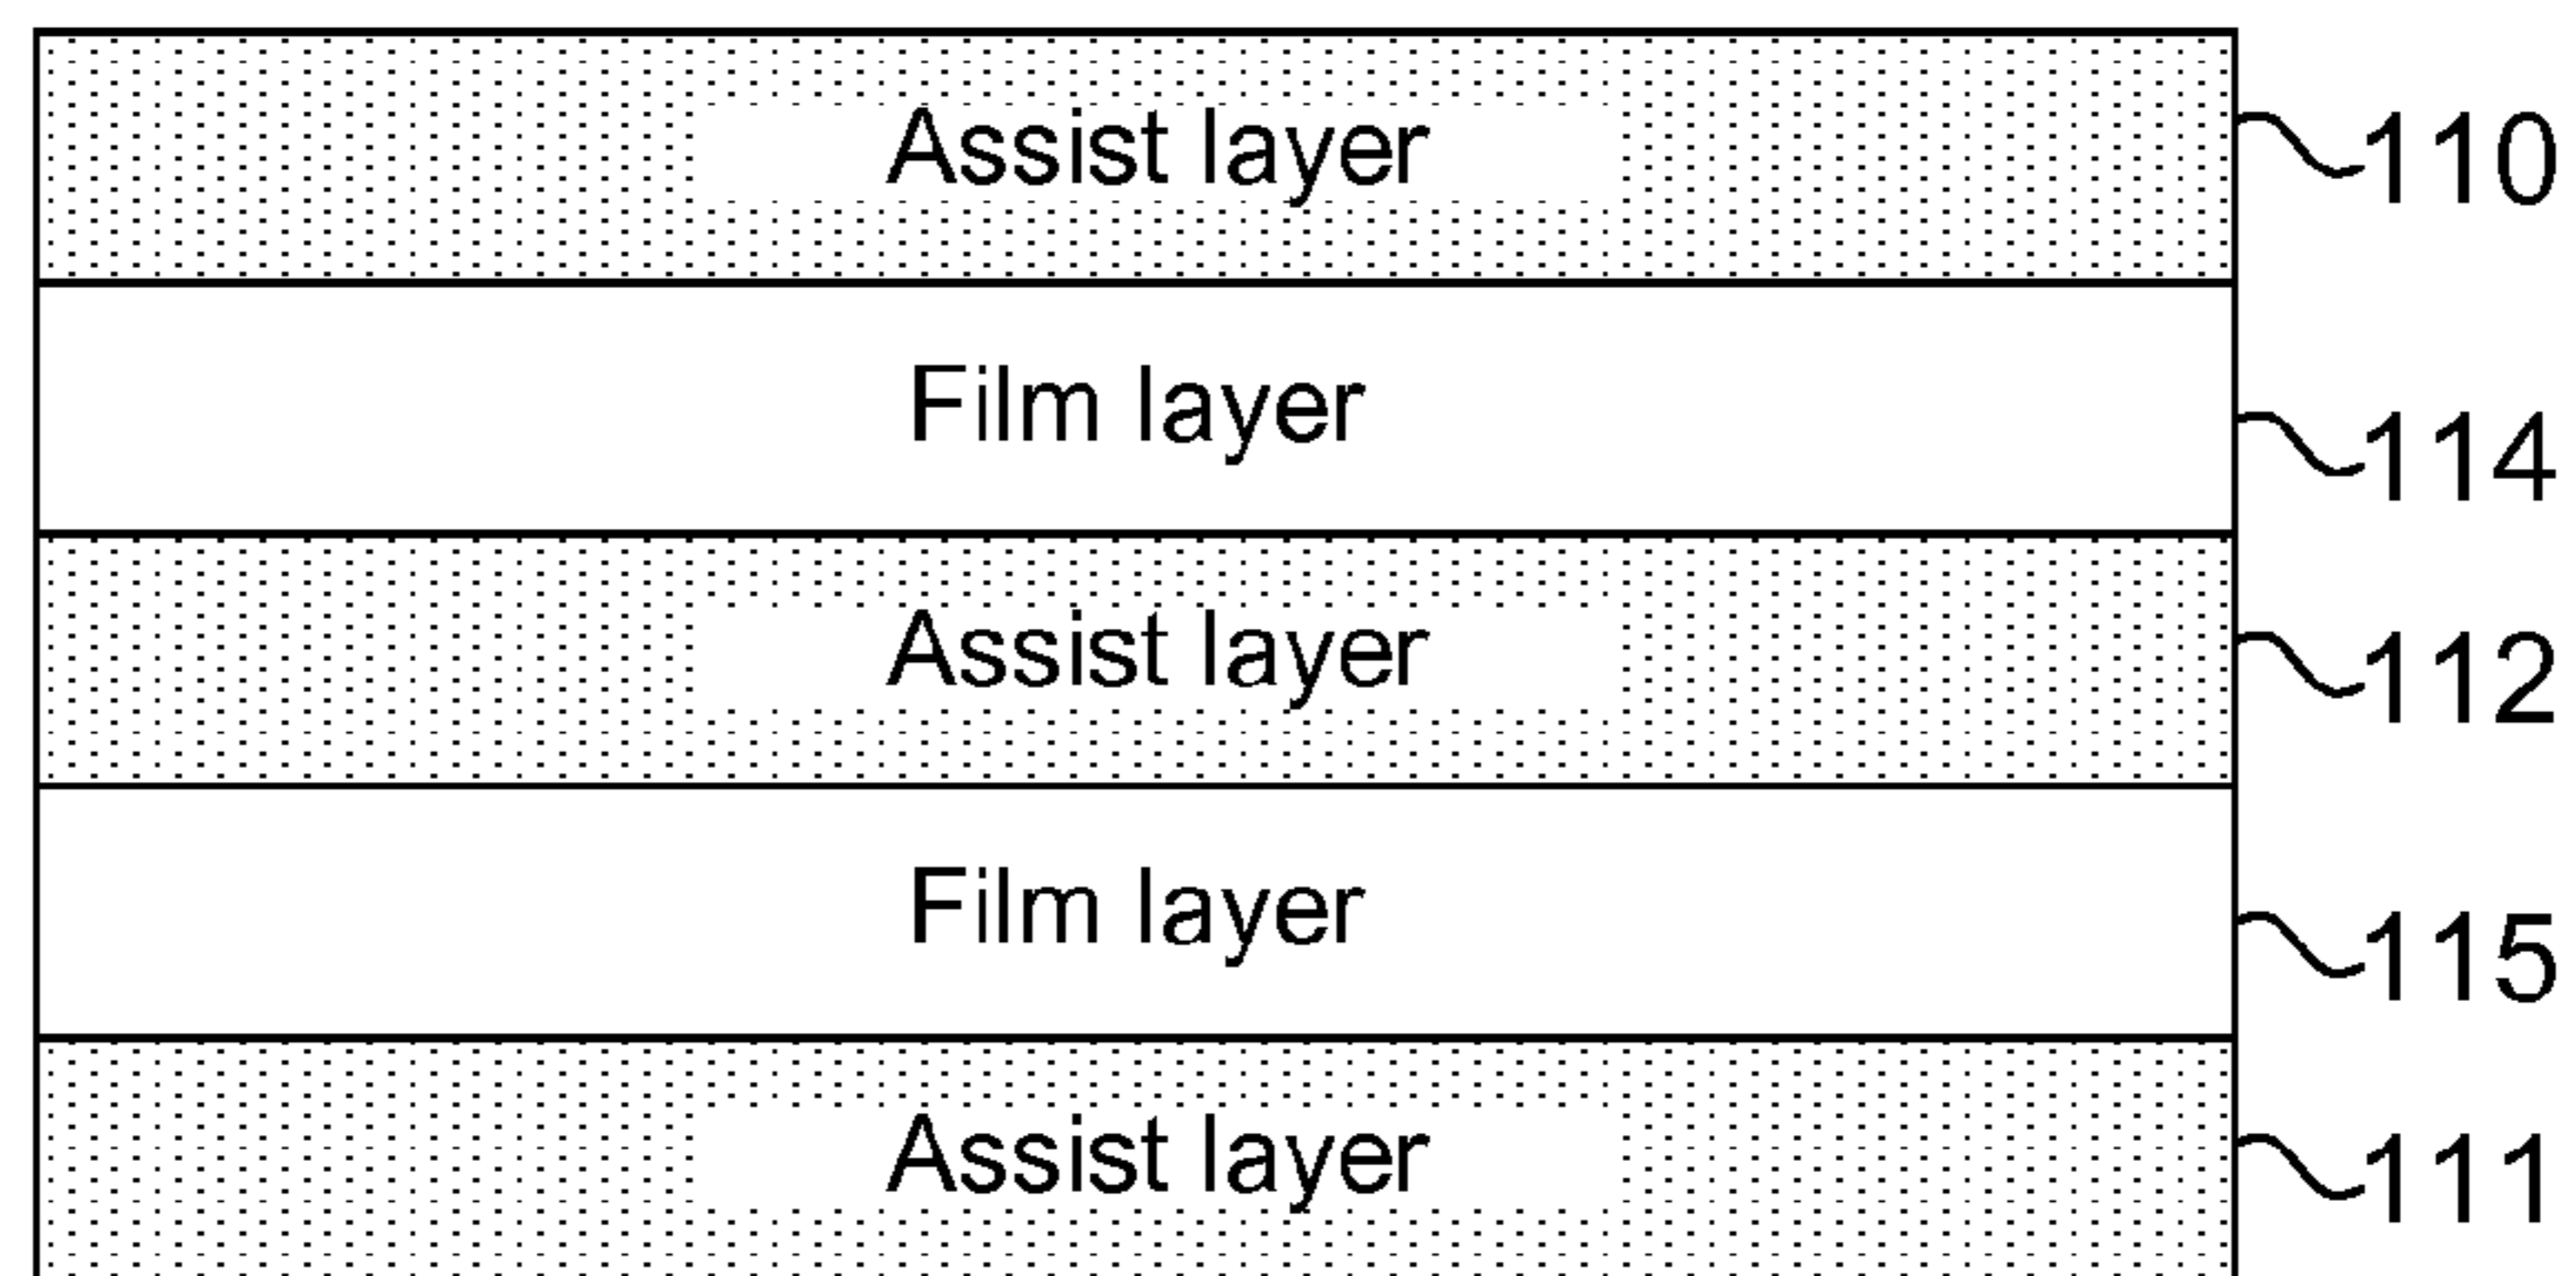 Assist layer 110
Film layer 114
Assist layer 112
Film layer 115
Assist layer 111